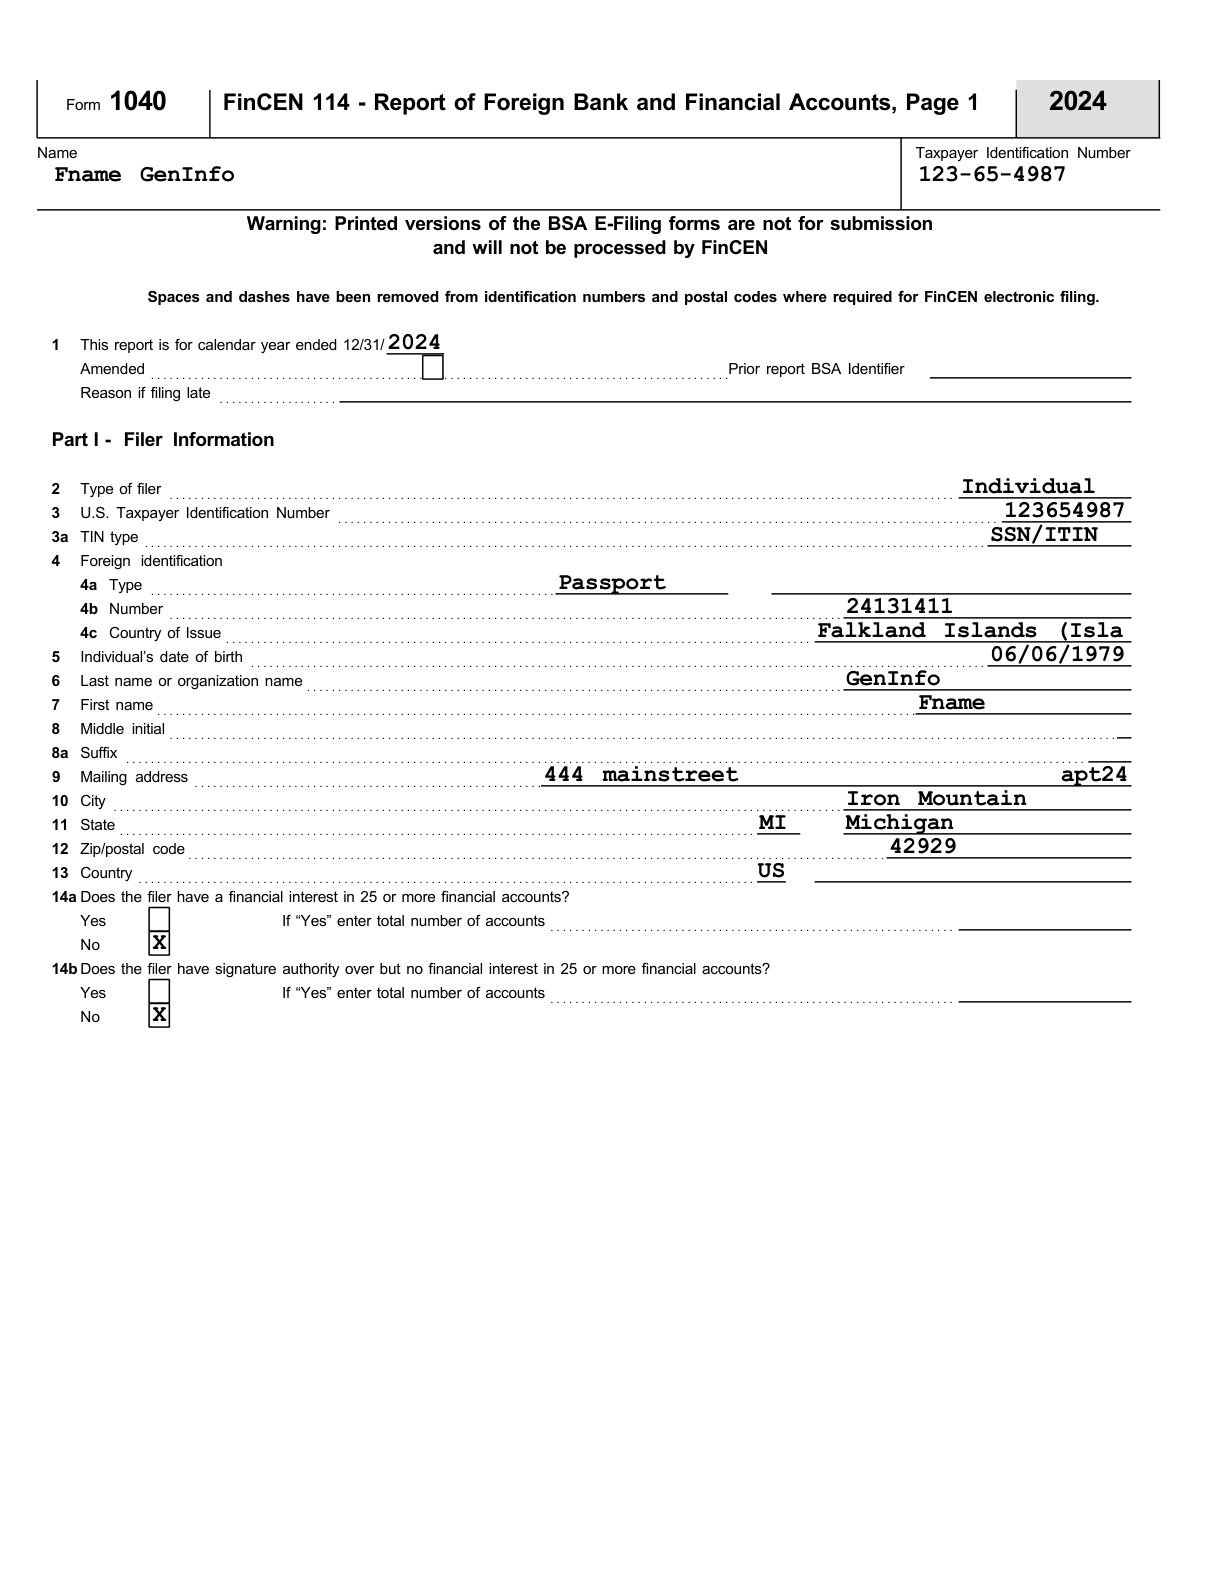 Form 1040 FinCEN 114 - Report of Foreign Bank and Financial Accounts, Page 1 2024
Name Taxpayer Identification Number
Fname GenInfo 123-65-4987
Warning: Printed versions of the BSA E-Filing forms are not for submission
and will not be processed by FinCEN
Spaces and dashes have been removed from identification numbers and postal codes where required for FinCEN electronic filing.
1 This report is for calendar year ended 12/31/ 2024
Amended Prior report BSA Identifier
Reason if filing late
Part I - Filer Information
2 Type of filer Individual
3 U.S. Taxpayer Identification Number 123654987
3a TIN type SSN/ITIN
4 Foreign identification
4a Type Passport
4b Number 24131411
4c Country of Issue Falkland Islands (Isla
5 Individual's date of birth 06/06/1979
6 Last name or organization name GenInfo
7 First name Fname
8 Middle initial
8a Suffix
9 Mailing address 444 mainstreet apt24
10 City Iron Mountain
11 State MI Michigan
12 Zip/postal code 42929
13 Country US
14a Does the filer have a financial interest in 25 or more financial accounts?
Yes If “Yes” enter total number of accounts
No X
14b Does the filer have signature authority over but no financial interest in 25 or more financial accounts?
Yes If “Yes” enter total number of accounts
No X